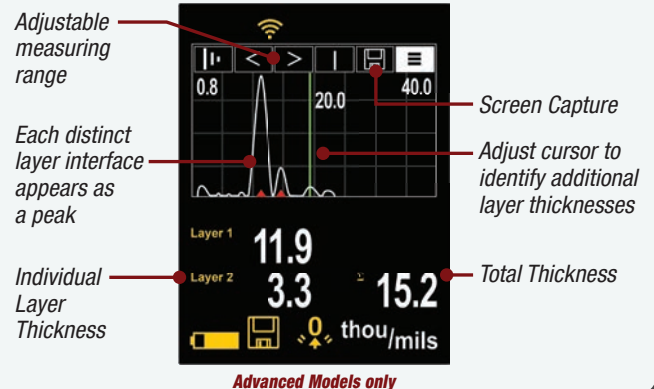 Adjustable
measuring
range
Each distinct
layer interface
appears as
a peak
Individual
Layer
Thickness
< >
0.8 20.0 40.0
Layer 1 11.9
Layer 2 3.3 Σ 15.2
0 thou/mils
Screen Capture
Adjust cursor to
identify additional
layer thicknesses
Total Thickness
Advanced Models only